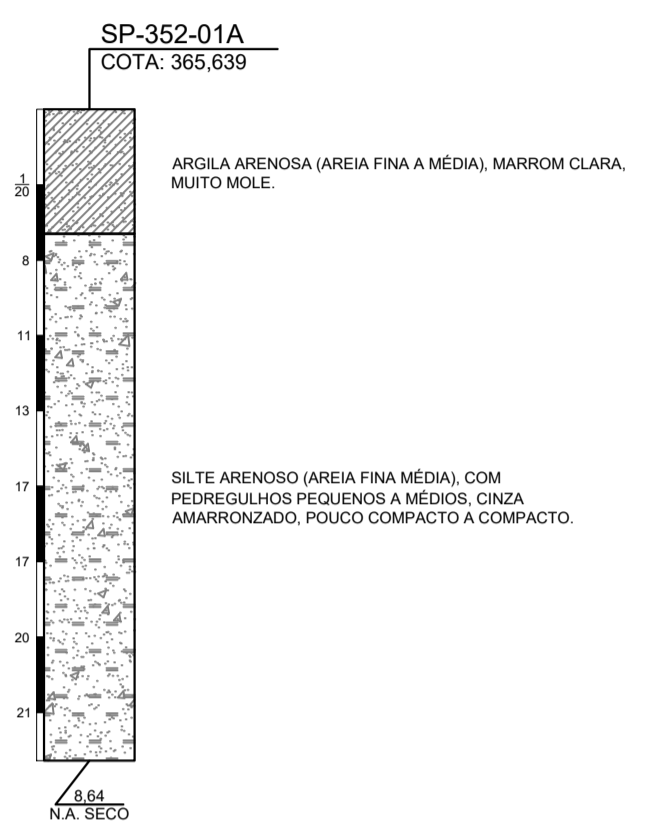 SP-352-01A
COTA: 365,639
ARGILA ARENOSA (AREIA FINA A MÉDIA), MARROM CLARA,
MUITO MOLE.
1
20
8
11
13
SILTE ARENOSO (AREIA FINA MÉDIA), COM
PEDREGULHOS PEQUENOS A MÉDIOS, CINZA
AMARRONZADO, POUCO COMPACTO A COMPACTO.
17
17
20
21
8,64
N.A. SECO